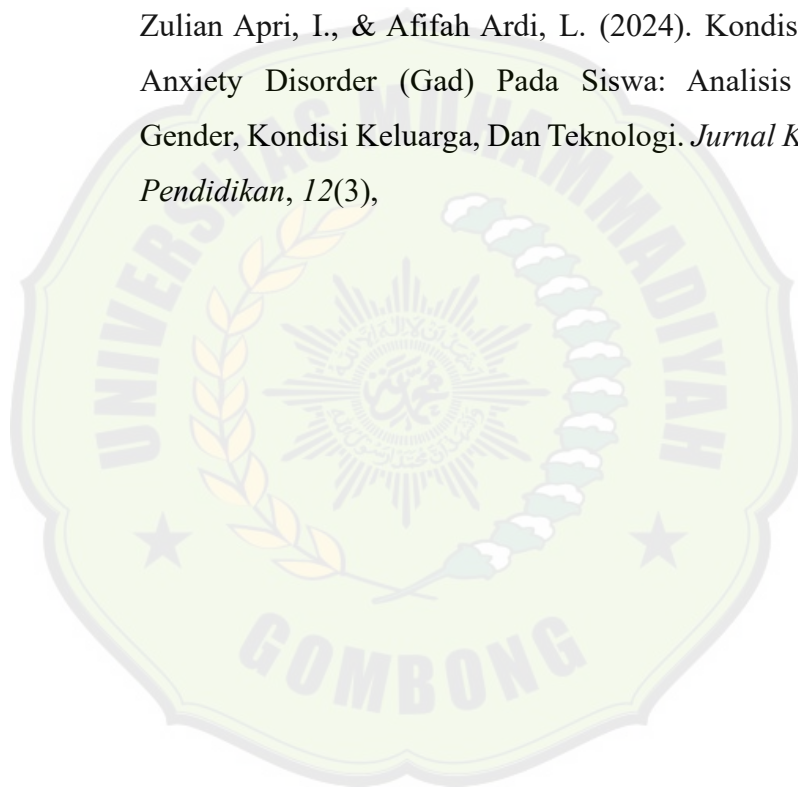 Zulian Apri, I., & Afifah Ardi, L. (2024). Kondis
Anxiety Disorder (Gad) Pada Siswa: Analisis
Gender, Kondisi Keluarga, Dan Teknologi. Jurnal K
Pendidikan, 12(3),
UNIVERSITAS MUHAMMADIYAH
GOMBONG